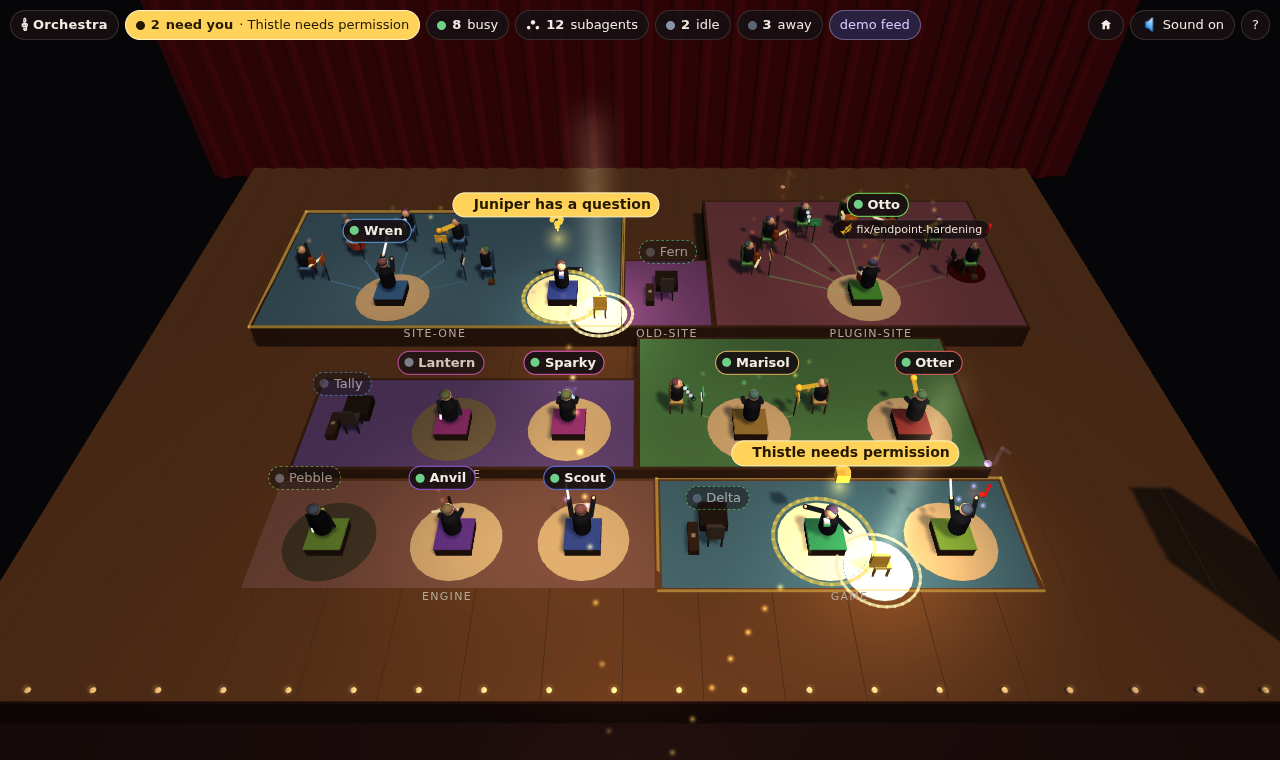 Orchestra
2 need you · Thistle needs permission
8 busy
12 subagents
2 idle
3 away
demo feed
Sound on
?
Juniper has a question
Otto
Wren
fix/endpoint-hardening
Fern
SITE-ONE
OLD-SITE
PLUGIN-SITE
Lantern
Sparky
Marisol
Otter
Tally
Thistle needs permission
Pebble
Anvil
Scout
Delta
ENGINE